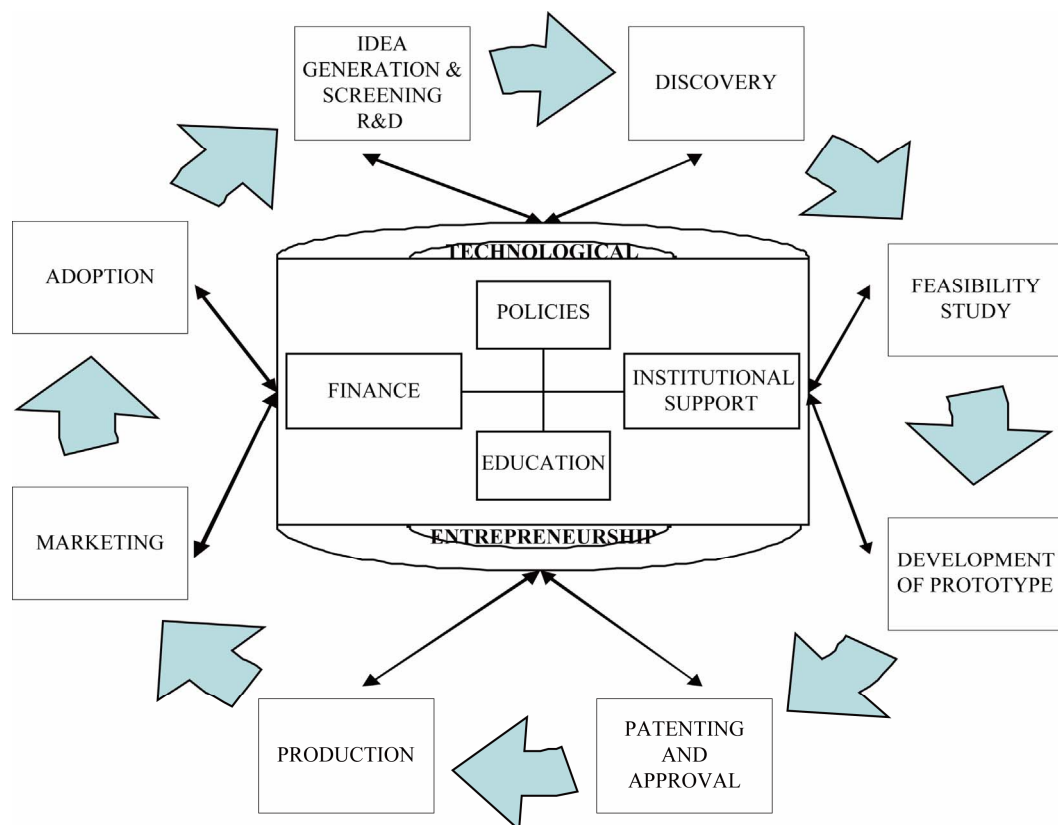 IDEA
GENERATION &
SCREENING
R&D
DISCOVERY
ADOPTION
TECHNOLOGICAL
POLICIES
FEASIBILITY
STUDY
FINANCE
INSTITUTIONAL
SUPPORT
EDUCATION
MARKETING
ENTREPRENEURSHIP
DEVELOPMENT
OF PROTOTYPE
PRODUCTION
PATENTING
AND
APPROVAL